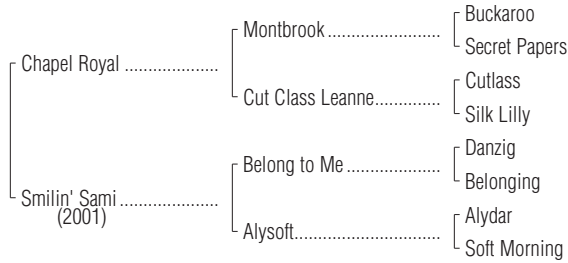 Buckaroo
Montbrook
Secret Papers
Chapel Royal
Cutlass
Cut Class Leanne
Silk Lilly
Danzig
Belong to Me
Belonging
Smilin' Sami
(2001)
Alydar
Alysoft
Soft Morning